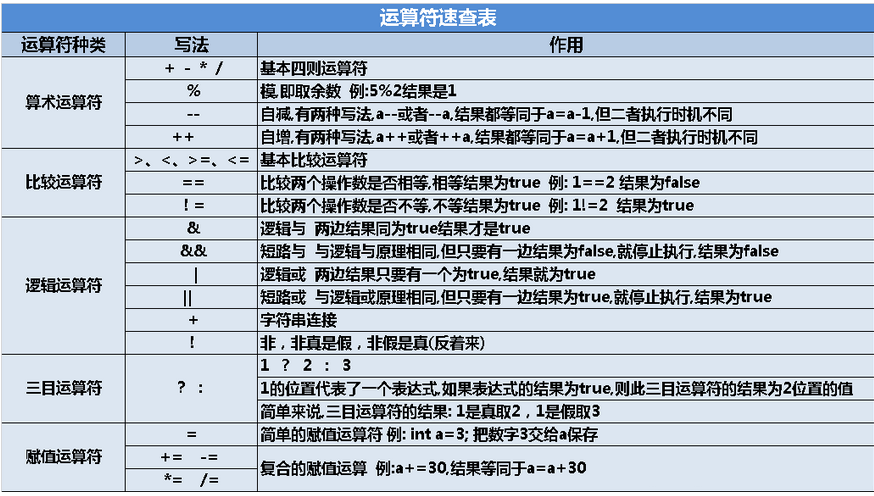 运算符速查表
运算符种类 写法 作用
算术运算符
+ - * / 基本四则运算符
% 模,即取余数 例:5%2结果是1
-- 自减,有两种写法,a--或者--a,结果都等同于a=a-1,但二者执行时机不同
++ 自增,有两种写法,a++或者++a,结果都等同于a=a+1,但二者执行时机不同
比较运算符
>、<、>=、<= 基本比较运算符
== 比较两个操作数是否相等,相等结果为true 例: 1==2 结果为false
!= 比较两个操作数是否不等,不等结果为true 例: 1!=2 结果为true
逻辑运算符
& 逻辑与 两边结果同为true结果才是true
&& 短路与 与逻辑与原理相同,但只要有一边结果为false,就停止执行,结果为false
| 逻辑或 两边结果只要有一个为true,结果就为true
|| 短路或 与逻辑或原理相同,但只要有一边结果为true,就停止执行,结果为true
+ 字符串连接
! 非，非真是假，非假是真(反着来)
三目运算符
? :
1 ? 2 : 3
1的位置代表了一个表达式,如果表达式的结果为true,则此三目运算符的结果为2位置的值
简单来说,三目运算符的结果: 1是真取2，1是假取3
赋值运算符
= 简单的赋值运算符 例: int a=3; 把数字3交给a保存
+= -=
*= /=
复合的赋值运算 例:a+=30,结果等同于a=a+30